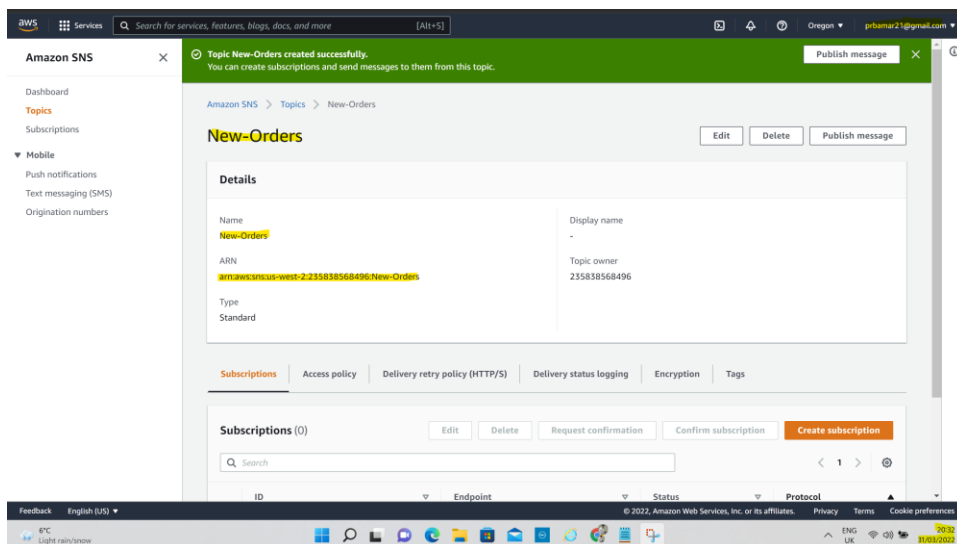 aws Services Search for services, features, blogs, docs, and more [Alt+S] Oregon prbamar21@gmail.com
Amazon SNS
Dashboard
Topics
Subscriptions
Mobile
Push notifications
Text messaging (SMS)
Origination numbers
Topic New-Orders created successfully.
You can create subscriptions and send messages to them from this topic.
Publish message
Amazon SNS > Topics > New-Orders
New-Orders
Edit Delete Publish message
Details
Name
New-Orders
ARN
arn:aws:sns:us-west-2:235838568496:New-Orders
Type
Standard
Display name
-
Topic owner
235838568496
Subscriptions Access policy Delivery retry policy (HTTP/S) Delivery status logging Encryption Tags
Subscriptions (0) Edit Delete Request confirmation Confirm subscription Create subscription
Search 1
ID Endpoint Status Protocol
Feedback English (US) © 2022, Amazon Web Services, Inc. or its affiliates. Privacy Terms Cookie preferences
6°C
Light rain/snow
ENG
UK
20:32
31/03/2022